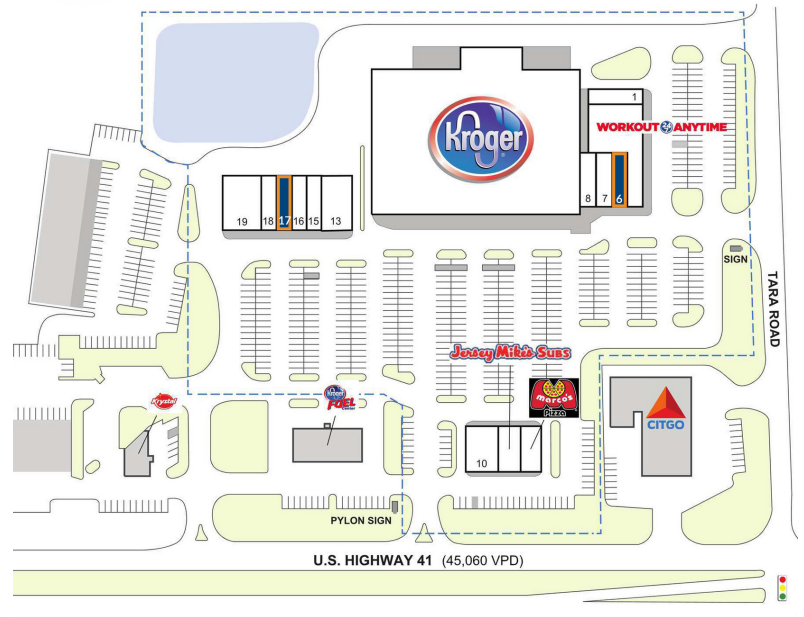 1
Kroger
WORKOUT 24 ANYTIME
8
7
6
19
18
17
16
15
13
SIGN
TARA ROAD
Jersey Mike's SUBS
Krystal
Kroger
FUEL
Center
marco's
Pizza
CITGO
10
PYLON SIGN
U.S. HIGHWAY 41 (45,060 VPD)